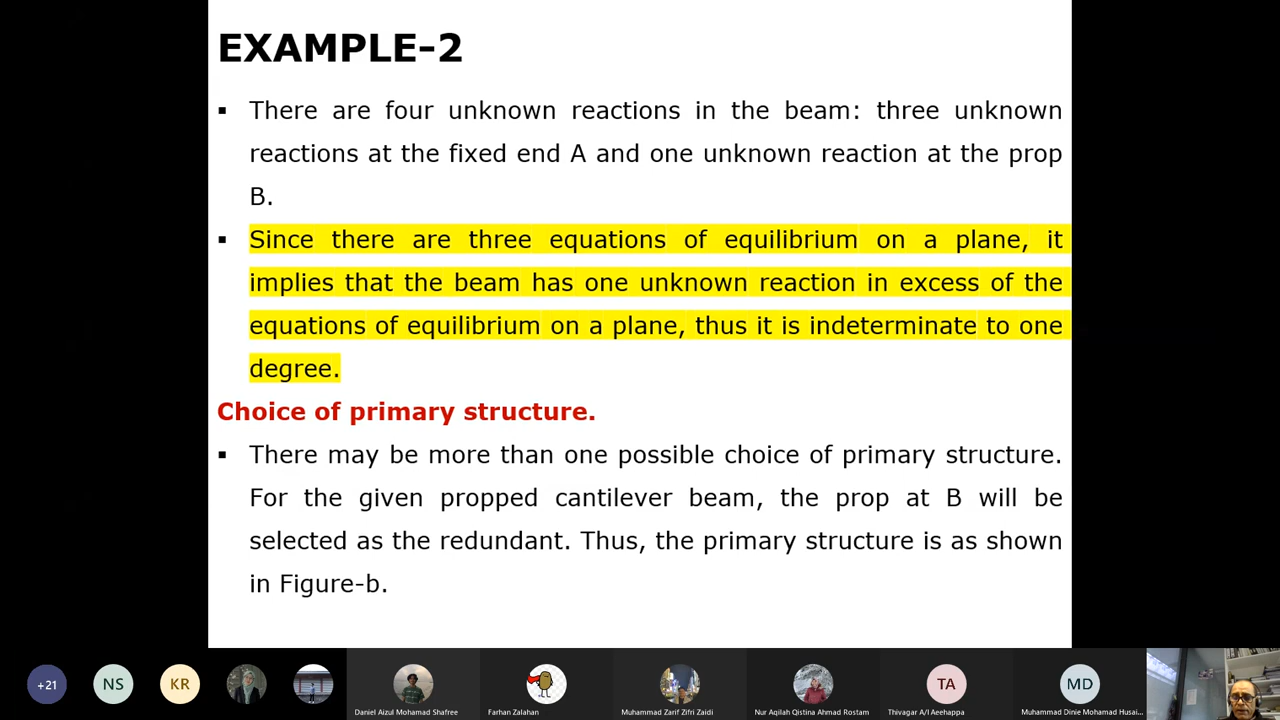 EXAMPLE-2
▪ There are four unknown reactions in the beam: three unknown
reactions at the fixed end A and one unknown reaction at the prop
B.
▪ Since there are three equations of equilibrium on a plane, it
implies that the beam has one unknown reaction in excess of the
equations of equilibrium on a plane, thus it is indeterminate to one
degree.
Choice of primary structure.
▪ There may be more than one possible choice of primary structure.
For the given propped cantilever beam, the prop at B will be
selected as the redundant. Thus, the primary structure is as shown
in Figure-b.
+21 NS KR TA MD
Daniel Aizul Mohamad Shafree Farhan Zalahan Muhammad Zarif Zifri Zaidi Nur Aqilah Qistina Ahmad Rostam Thivagar A/l Aeehappa Muhammad Dinie Mohamad Husai...